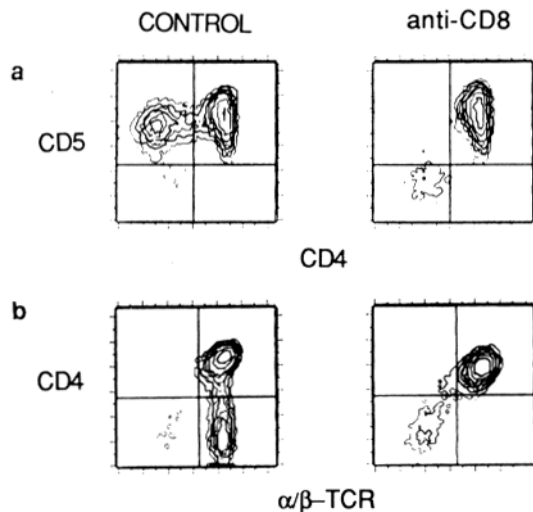 CONTROL anti-CD8
a
CD5
CD4
b
CD4
α/β–TCR